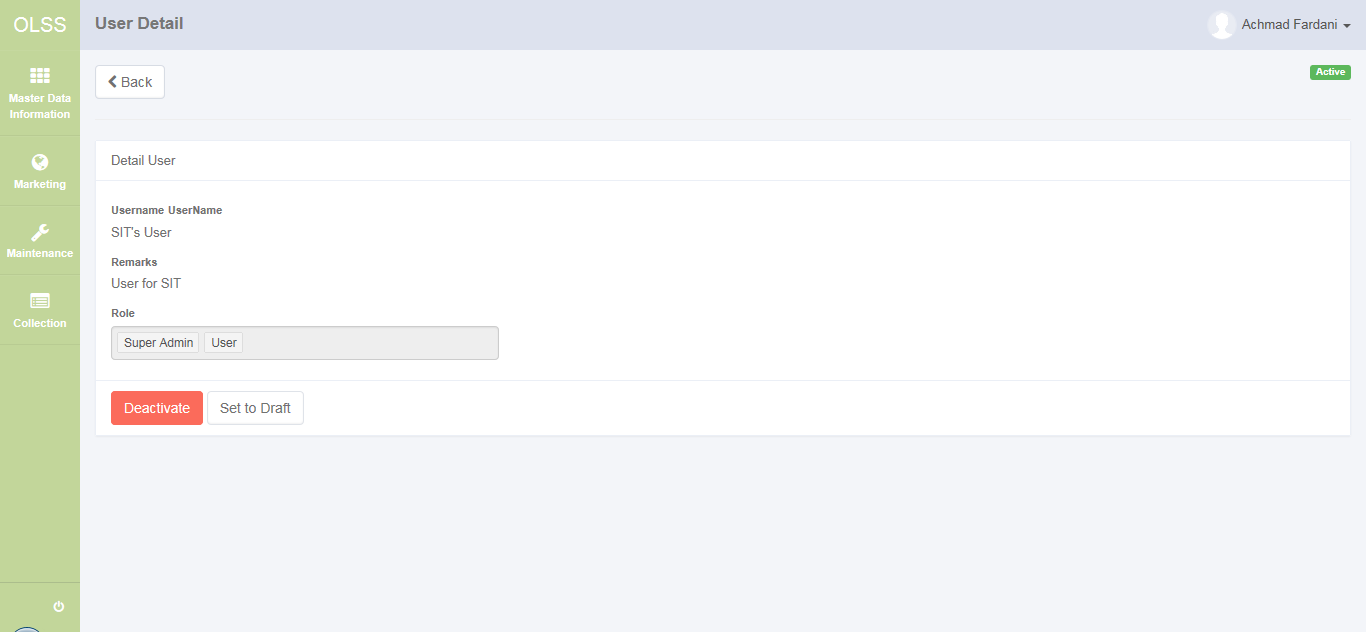 OLSS
User Detail
Achmad Fardani
Master Data
Information
Marketing
Maintenance
Collection
Back
Active
Detail User
Username UserName
SIT's User
Remarks
User for SIT
Role
Super Admin User
Deactivate Set to Draft